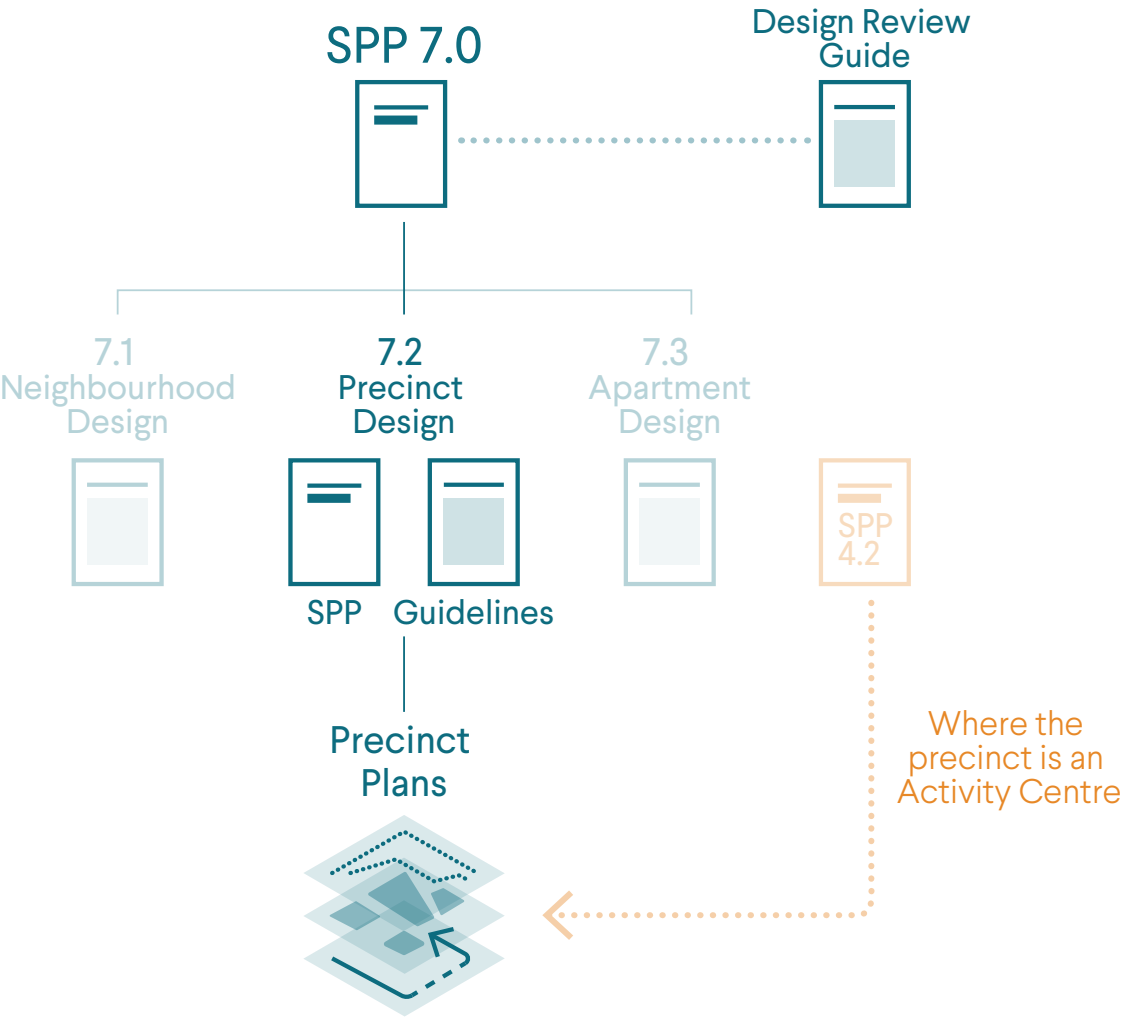 SPP 7.0
Design Review
Guide
7.1
Neighbourhood
Design
7.2
Precinct
Design
7.3
Apartment
Design
SPP
4.2
SPP
Guidelines
Precinct
Plans
Where the
precinct is an
Activity Centre